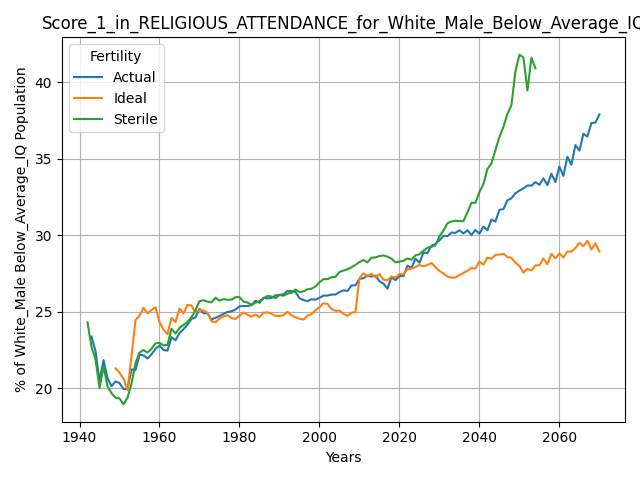 Score_1_in_RELIGIOUS_ATTENDANCE_for_White_Male_Below_Average_IQ
Fertility
Actual
Ideal
Sterile
% of White_Male Below_Average_IQ Population
40
35
30
25
20
1940 1960 1980 2000 2020 2040 2060
Years